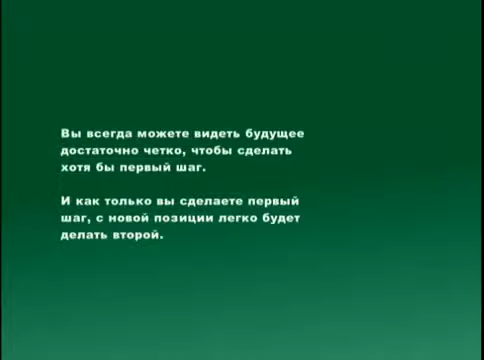 Вы всегда можете видеть будущее
достаточно четко, чтобы сделать
хотя бы первый шаг.
И как только вы сделаете первый
шаг, с новой позиции легко будет
делать второй.